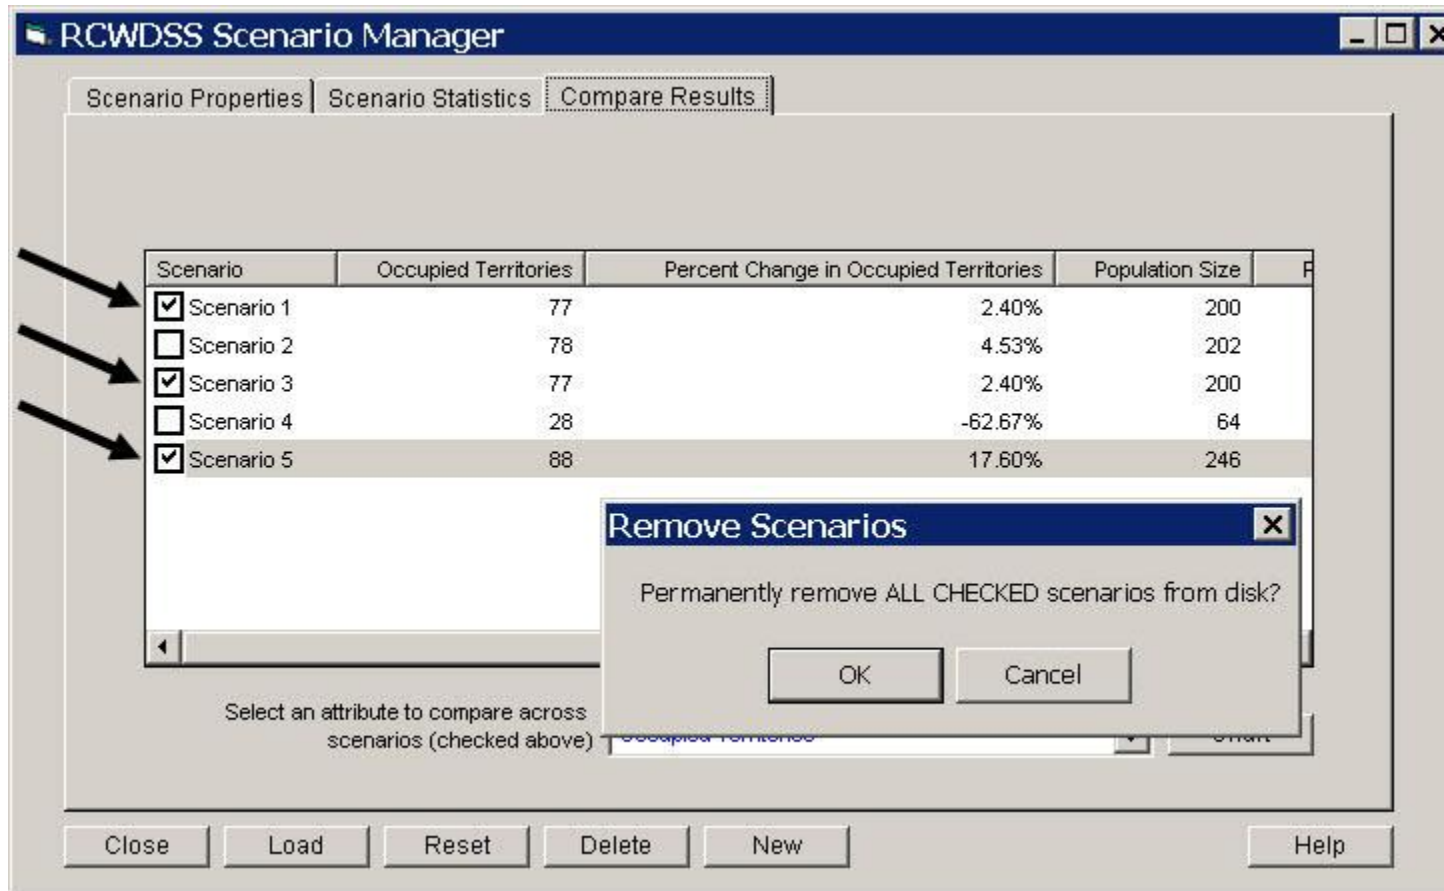 RCWDSS Scenario Manager
Scenario Properties Scenario Statistics Compare Results
Scenario Occupied Territories Percent Change in Occupied Territories Population Size
Scenario 1 77 2.40% 200
Scenario 2 78 4.53% 202
Scenario 3 77 2.40% 200
Scenario 4 28 -62.67% 64
Scenario 5 88 17.60% 246
Remove Scenarios
Permanently remove ALL CHECKED scenarios from disk?
OK Cancel
Select an attribute to compare across
scenarios (checked above) Occupied Territories
Close Load Reset Delete New Help